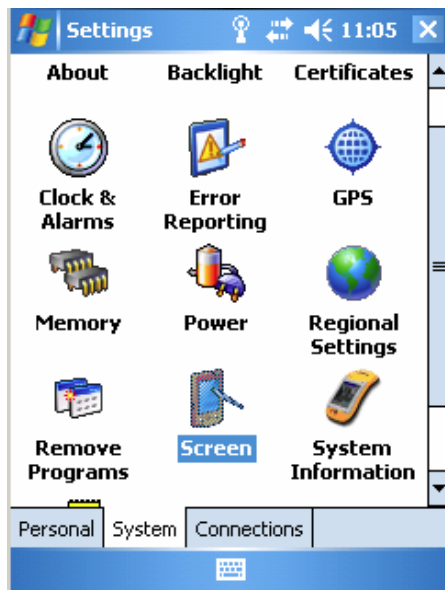 Settings 11:05
About Backlight Certificates
Clock & Error GPS
Alarms Reporting
Memory Power Regional
Settings
Remove Screen System
Programs Information
Personal System Connections